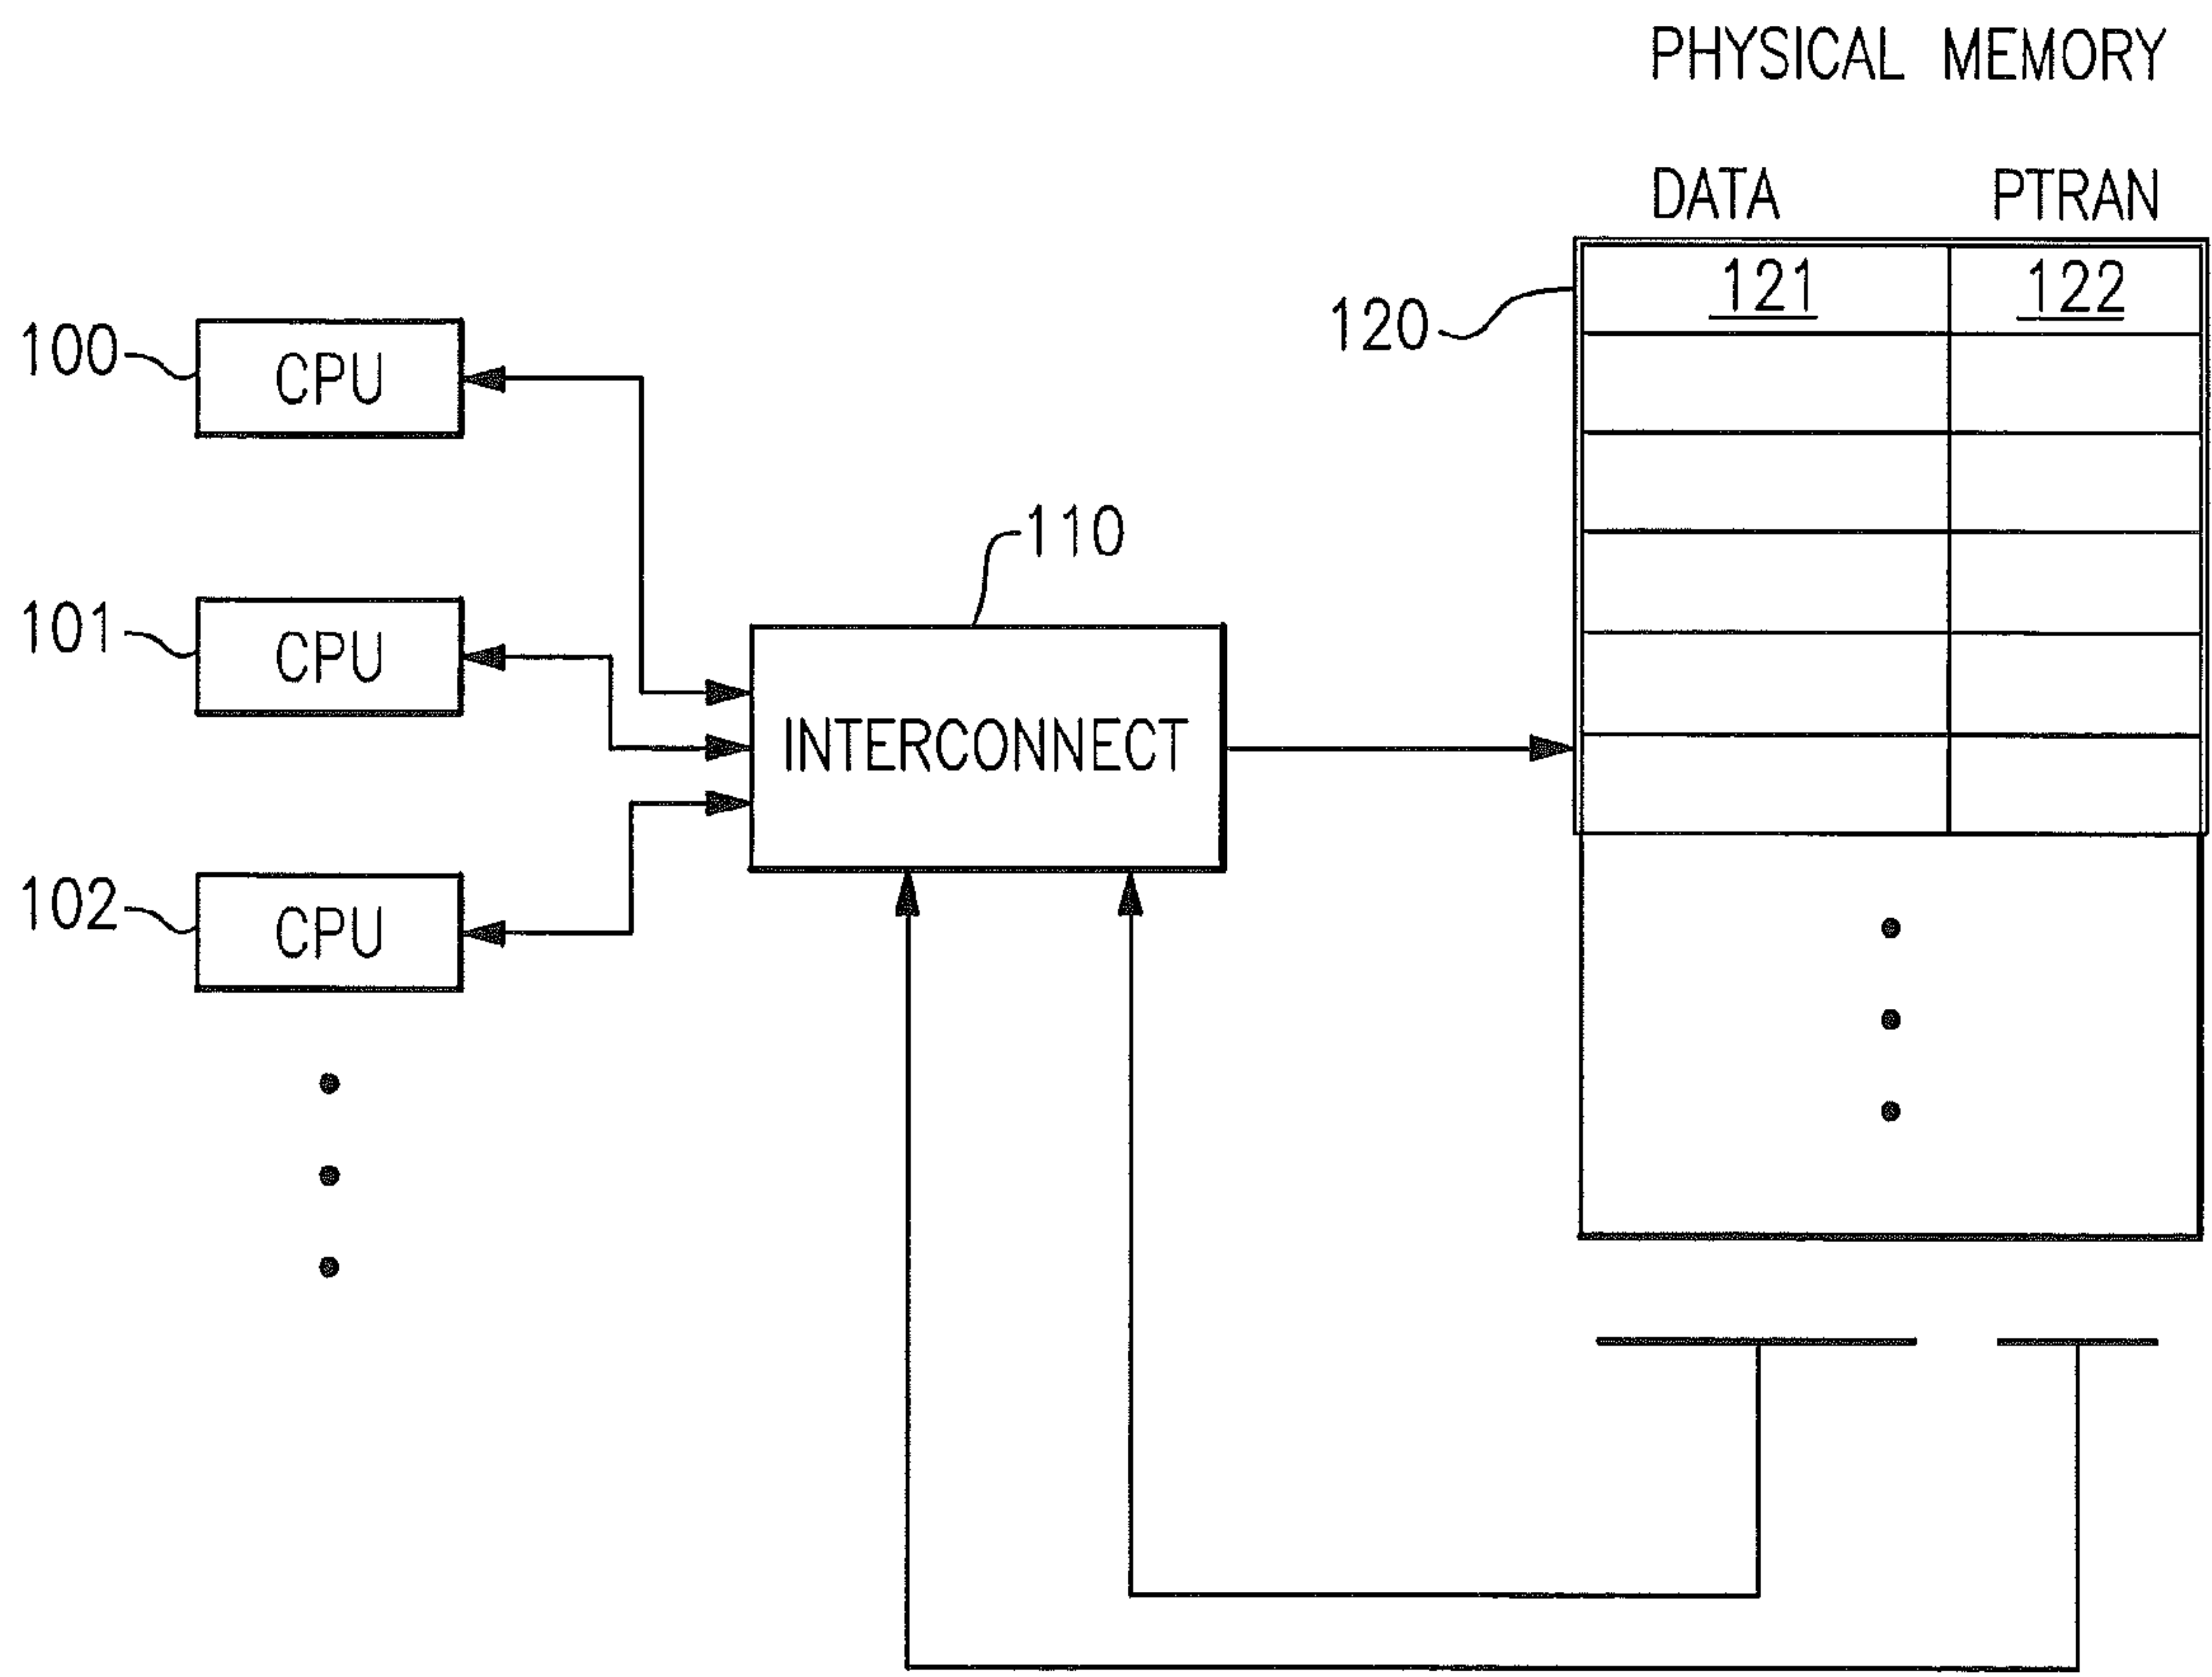 PHYSICAL MEMORY
DATA PTRAN
121 122
120
100 CPU
110
101 CPU
INTERCONNECT
102 CPU